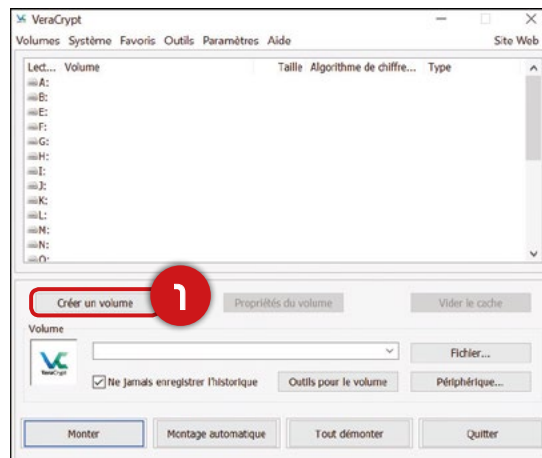 VeraCrypt
Volumes Système Favoris Outils Paramètres Aide Site Web
Lect... Volume Taille Algorithme de chiffre... Type
A:
B:
E:
F:
G:
H:
I:
J:
K:
L:
M:
N:
O:
Créer un volume 1 Propriétés du volume Vider le cache
Volume
VeraCrypt
Fichier...
Ne jamais enregistrer l'historique Outils pour le volume Périphérique...
Monter Montage automatique Tout démonter Quitter